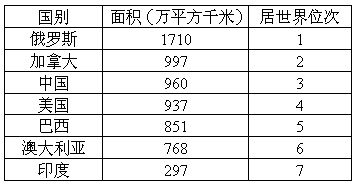 国别 面积（万平方千米） 居世界位次
俄罗斯 1710 1
加拿大 997 2
中国 960 3
美国 937 4
巴西 851 5
澳大利亚 768 6
印度 297 7